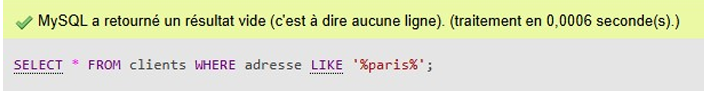 MySQL a retourné un résultat vide (c'est à dire aucune ligne). (traitement en 0,0006 seconde(s).)
SELECT * FROM clients WHERE adresse LIKE '%paris%';